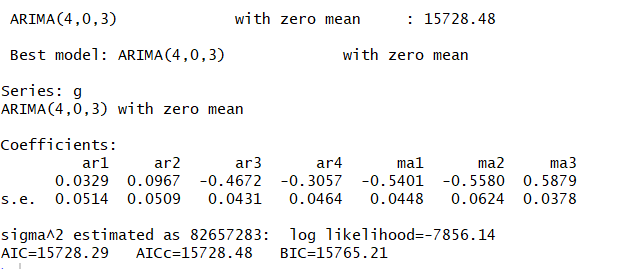 ARIMA(4,0,3)             with zero mean     : 15728.48
Best model: ARIMA(4,0,3)             with zero mean
Series: g
ARIMA(4,0,3) with zero mean
Coefficients:
         ar1     ar2      ar3      ar4      ma1      ma2     ma3
      0.0329  0.0967  -0.4672  -0.3057  -0.5401  -0.5580  0.5879
s.e.  0.0514  0.0509   0.0431   0.0464   0.0448   0.0624  0.0378
sigma^2 estimated as 82657283:  log likelihood=-7856.14
AIC=15728.29   AICc=15728.48   BIC=15765.21